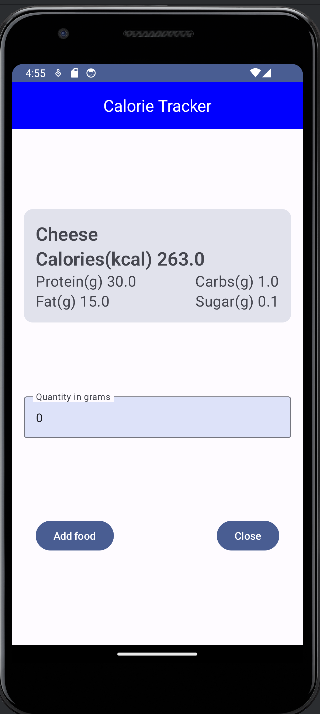 4:55
Calorie Tracker
Cheese
Calories(kcal) 263.0
Protein(g) 30.0 Carbs(g) 1.0
Fat(g) 15.0 Sugar(g) 0.1
Quantity in grams
0
Add food Close